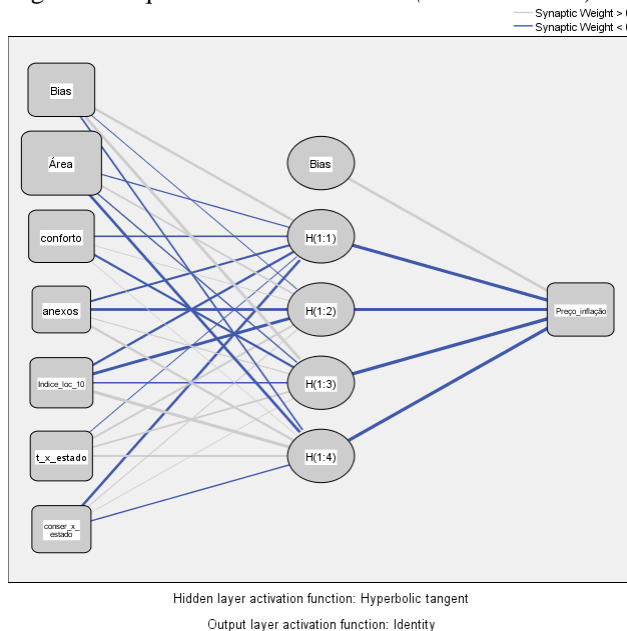 Synaptic Weight >
Synaptic Weight <
Bias
Área
Bias
conforto
H(1:1)
anexos
H(1:2)
Preço_inflação
Indice_loc_10
H(1:3)
t_x_estado
H(1:4)
conser_x_
estado
Hidden layer activation function: Hyperbolic tangent
Output layer activation function: Identity